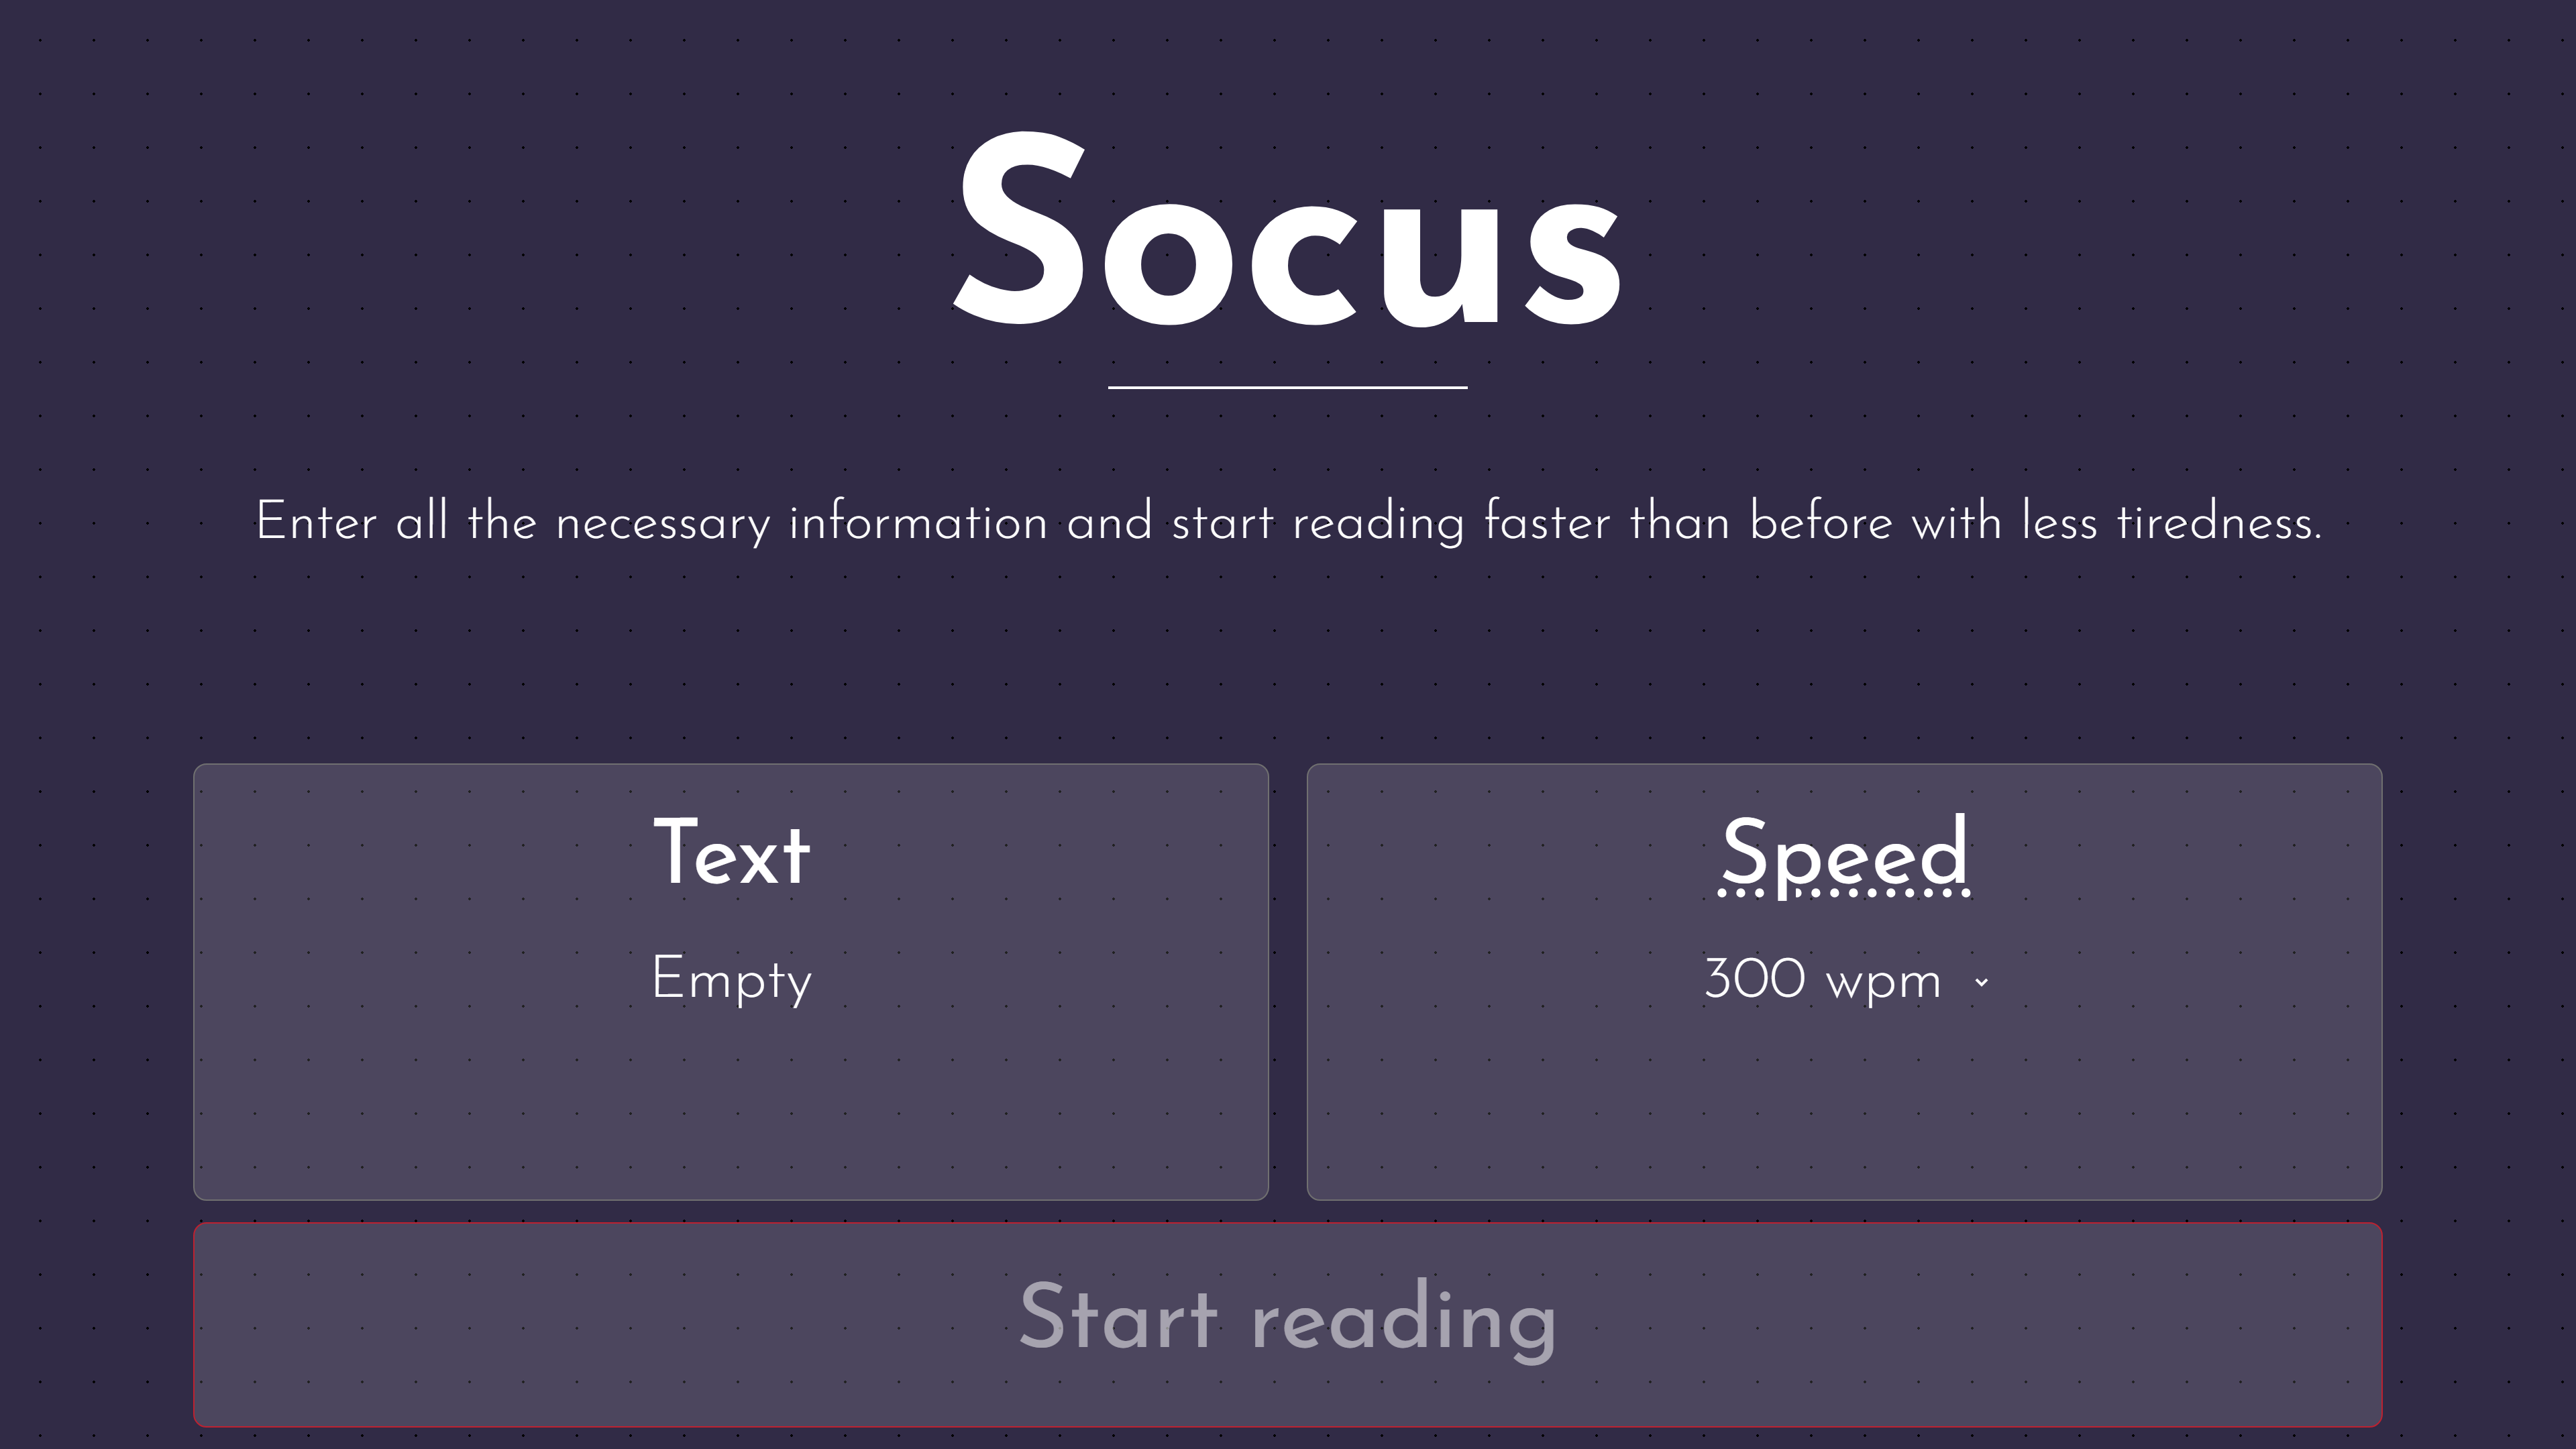 Socus
Enter all the necessary information and start reading faster than before with less tiredness.
Text
Empty
Speed
300 wpm
Start reading